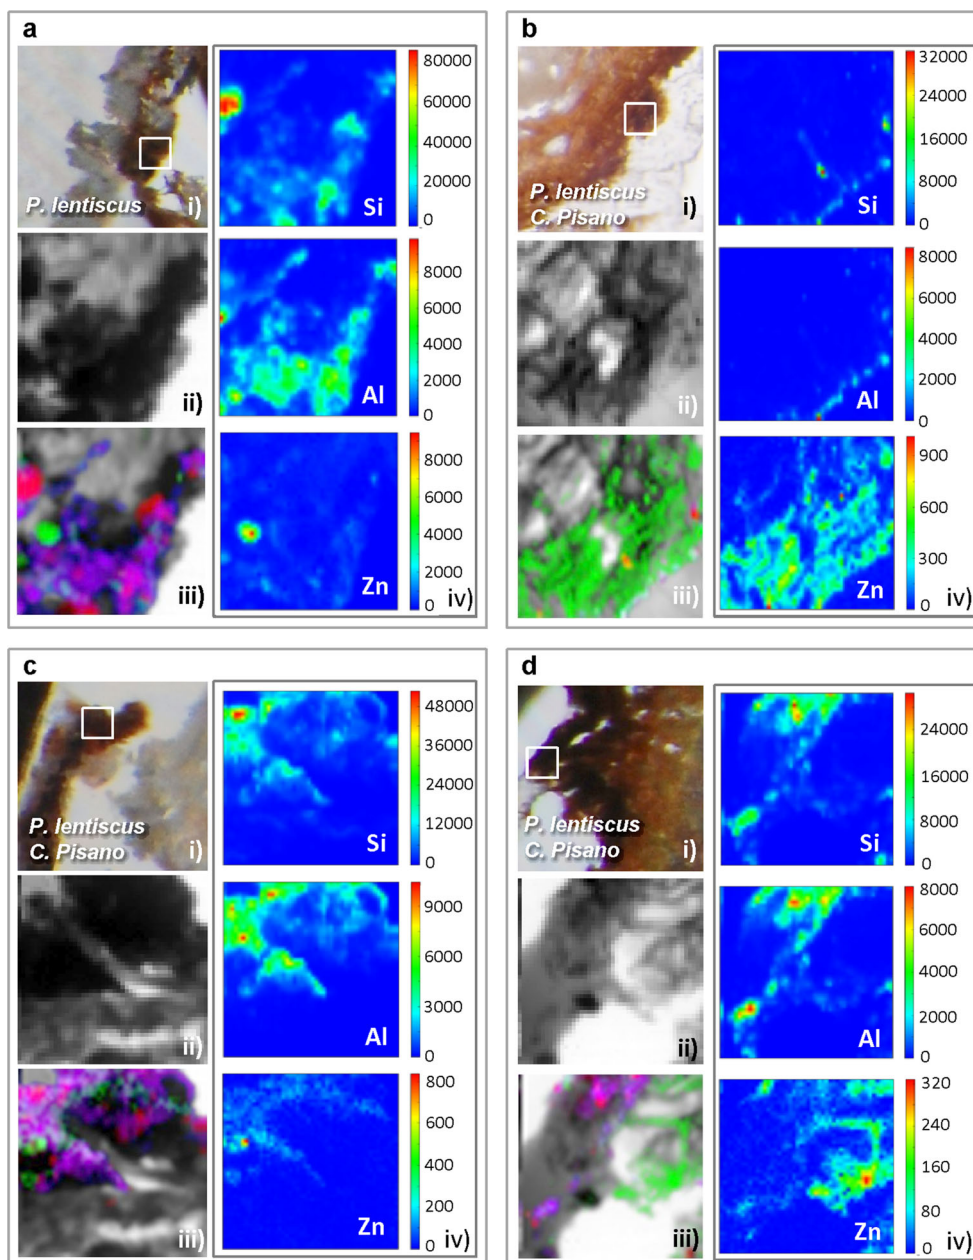 a
P. lentiscus
i)
ii)
iii)
80000
60000
40000
20000
0
Si
8000
6000
4000
2000
0
Al
8000
6000
4000
2000
0
Zn
iv)
b
P. lentiscus
C. Pisano
i)
ii)
iii)
32000
24000
16000
8000
0
Si
8000
6000
4000
2000
0
Al
900
600
300
0
Zn
iv)
c
P. lentiscus
C. Pisano
i)
ii)
iii)
48000
36000
24000
12000
0
Si
9000
6000
3000
0
Al
800
600
400
200
0
Zn
iv)
d
P. lentiscus
C. Pisano
i)
ii)
iii)
24000
16000
8000
0
Si
8000
6000
4000
2000
0
Al
320
240
160
80
0
Zn
iv)